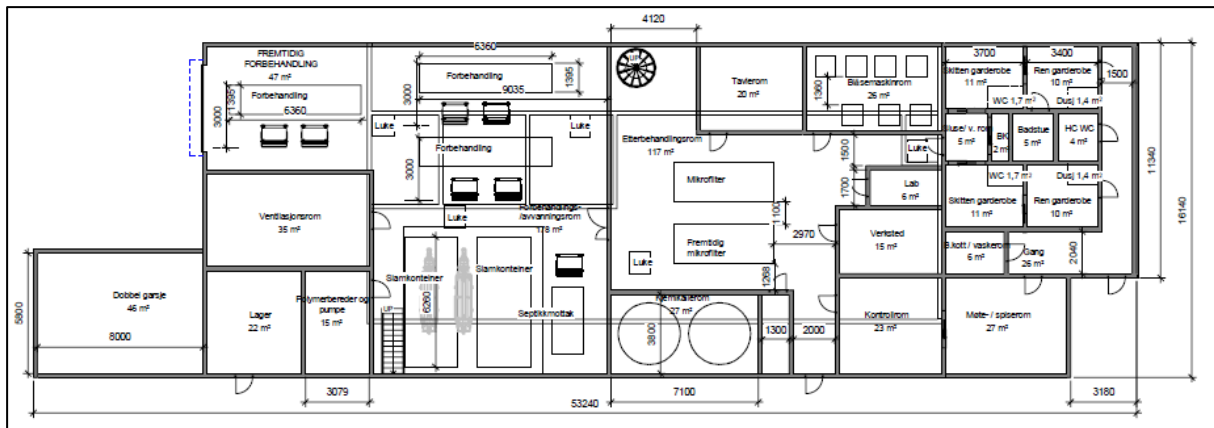 4120
FREMTIDIG
FORBEHANDLING
47 m²
6360
Forbehandling
1395
9035
3000
1395
Forbehandling
6360
3000
Luke
Luke
Forbehandling
3000
UP
Tavlerom
20 m²
Blåsemaskinrom
26 m²
1360
3700
3400
Skitten garderobe
11 m²
Ren garderobe
10 m²
1500
WC 1,7 m²
Dusj 1,4 m²
Sluse/ v. rom
5 m²
BK
2 m²
Badstue
5 m²
HC WC
4 m²
WC 1,7 m²
Dusj 1,4 m²
Skitten garderobe
11 m²
Ren garderobe
10 m²
11340
16140
Etterbehandlingsrom
117 m²
1500
Luke
1700
Lab
6 m²
Mikrofilter
1100
Fremtidig
mikrofilter
2970
1268
Luke
Verksted
15 m²
B.kott / vaskerom
6 m²
Gang
26 m²
2040
Ventilasjonsrom
35 m²
Luke
Forbehandlings-
/avvanningsrom
178 m²
Slamkonteiner
Slamkonteiner
6260
Septikkmottak
UP
Dobbel garsje
46 m²
5800
8000
Lager
22 m²
Polymerbereder og
pumpe
15 m²
Kjemikalierom
27 m²
3800
1300
2000
Kontrollrom
23 m²
Møte- / spiserom
27 m²
3079
7100
3180
53240